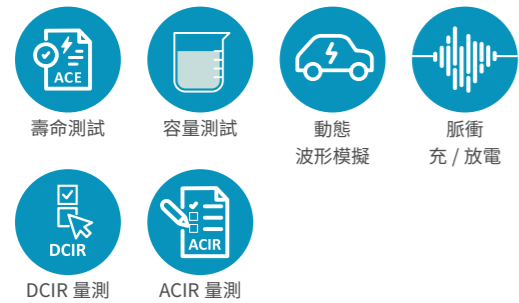 ACE
壽命測試
容量測試
動態
波形模擬
脈衝
充 / 放電
DCIR
DCIR 量測
ACIR
ACIR 量測